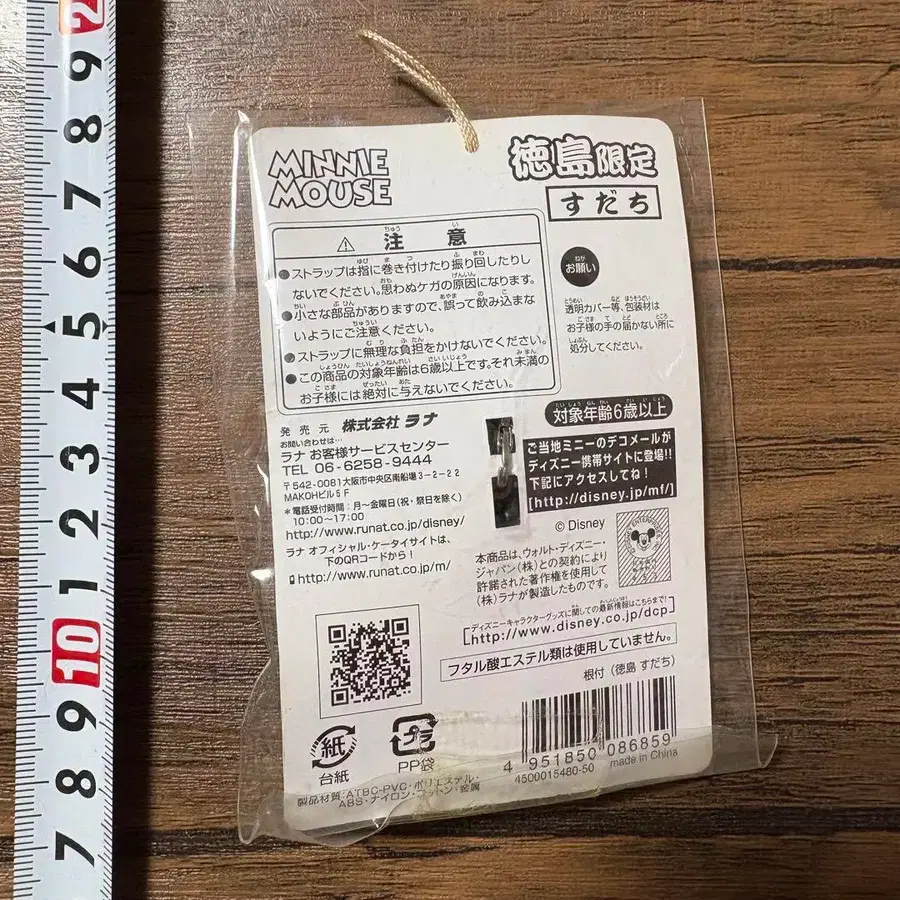 MINNIE
MOUSE
徳島限定
すだち
⚠ 注意
●ストラップは指に巻き付けたり振り回したりし
ないでください。思わぬケガの原因になります。
●小さな部品がありますので、誤って飲み込まな
いようにご注意ください。
●ストラップに無理な負担をかけないでください。
●この商品の対象年齢は6歳以上です。それ未満の
お子様には絶対に与えないでください。
お願い
透明カバー等、包装材は
お子様の手の届かない所に
処分してください。
対象年齢6歳以上
発売元 株式会社 ラナ
お問い合わせは…
ラナ お客様サービスセンター
TEL 06-6258-9444
〒542-0081 大阪市中央区南船場3-2-22
MAKOHビル5F
*電話受付時間：月〜金曜日(祝・祭日を除く)
10:00〜17:00
http://www.runat.co.jp/disney/
ラナ オフィシャル・ケータイサイトは、
下のQRコードから！
http://www.runat.co.jp/m/
ご当地ミニーのデコメールが
ディズニー携帯サイトに登場!!
下記にアクセスしてね！
[http://disney.jp/mf/]
© Disney
本商品は、ウォルト・ディズニー・
ジャパン(株)との契約により
許諾された著作権を使用して
(株)ラナが製造したものです。
ディズニーキャラクターグッズに関しての最新情報はこちらまで！
[http://www.disney.co.jp/dcp]
フタル酸エステル類は使用していません。
根付（徳島 すだち）
紙
台紙
プラ
PP袋
4 951850 086859
4500015480-50 made in China
製品材質：ATBC-PVC・ポリエステル・
ABS・ナイロン・コットン・金属
9
8
7
6
5
4
3
2
1
10
9
8
7